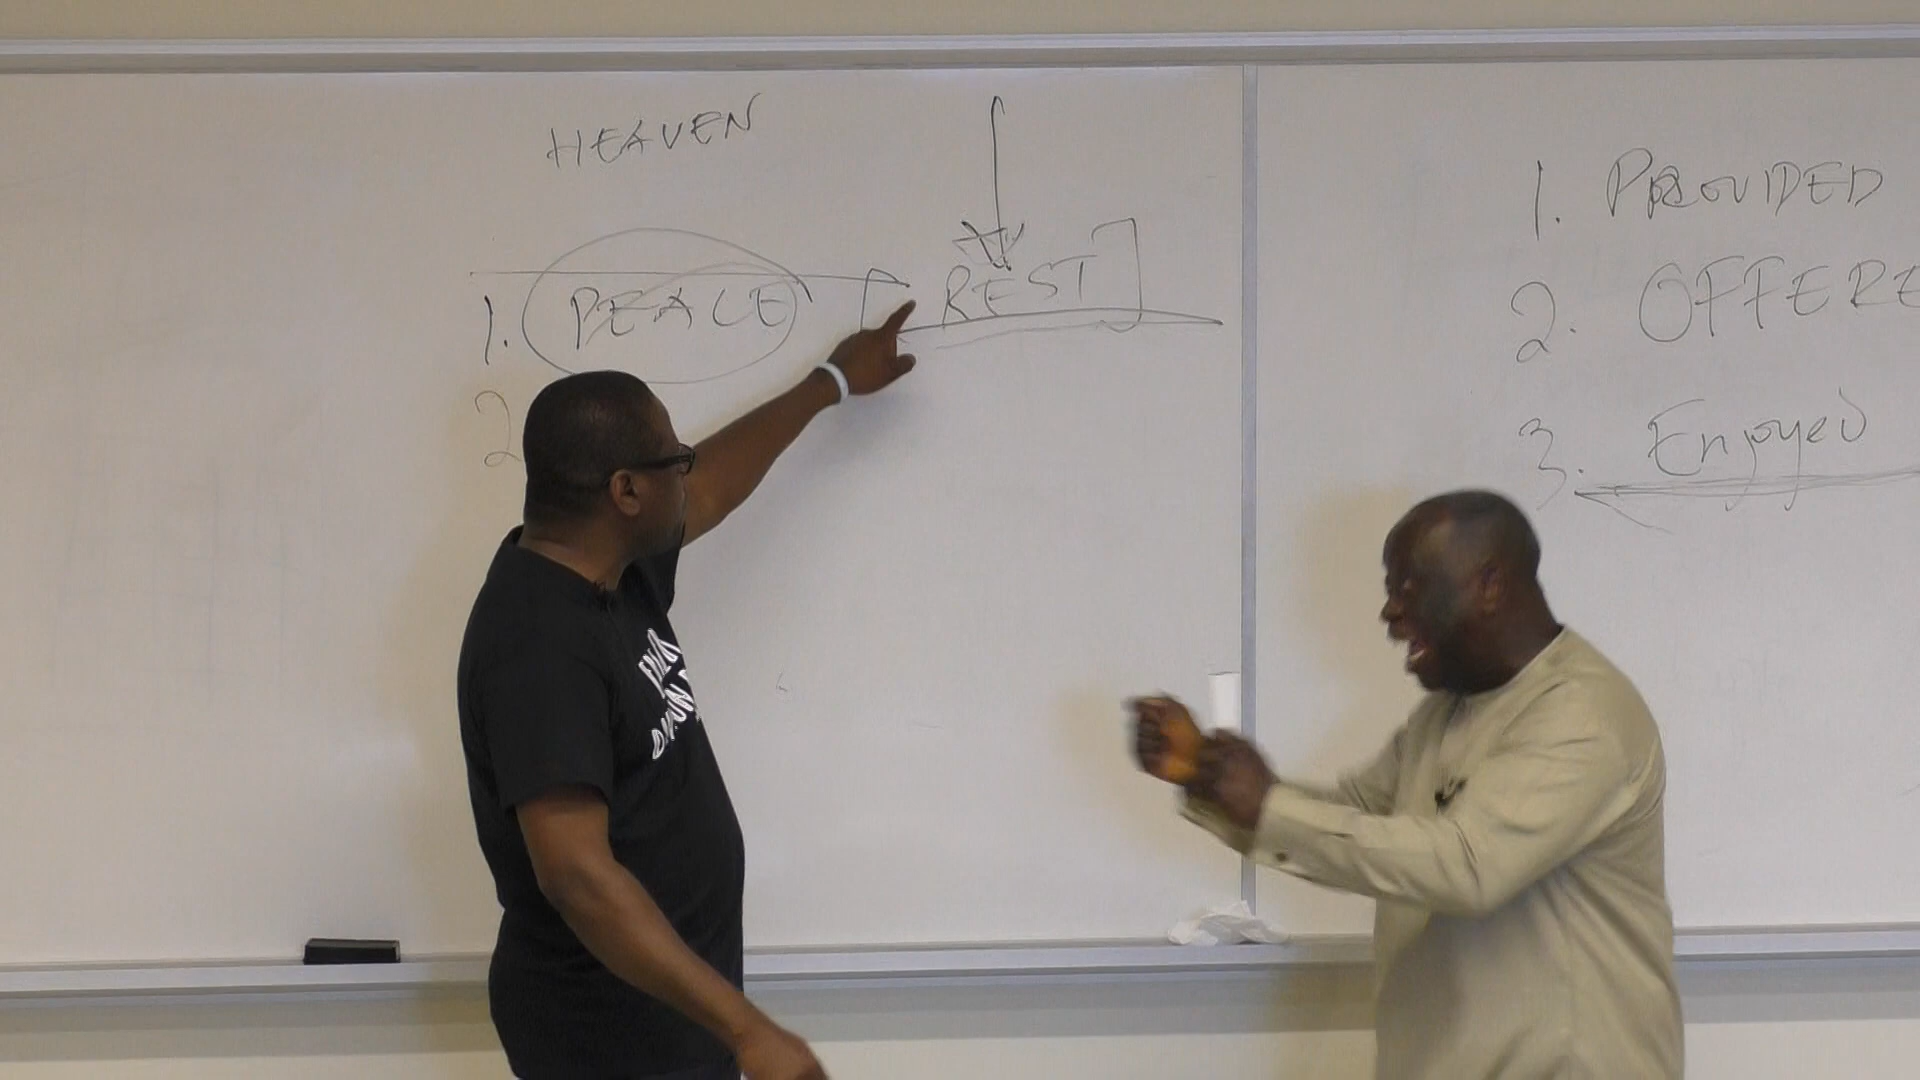 HEAVEN
1. PEACE REST
2
1. PROVIDED
2. OFFERE
3. Enjoyed